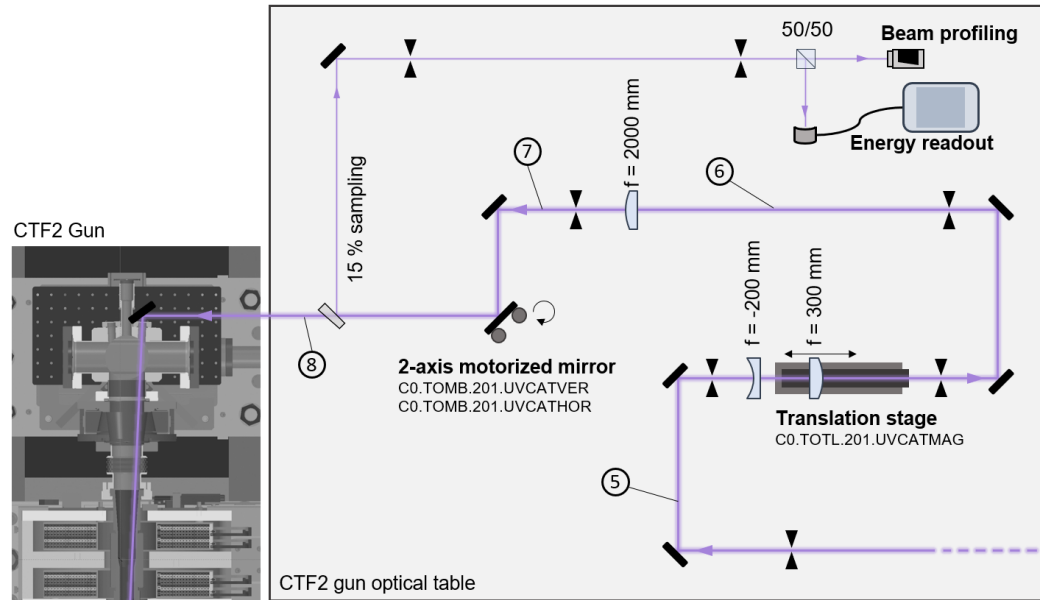 50/50
Beam profiling
Energy readout
15 % sampling
7
f = 2000 mm
6
CTF2 Gun
f = -200 mm
f = 300 mm
8
2-axis motorized mirror
C0.TOMB.201.UVCATVER
C0.TOMB.201.UVCATHOR
Translation stage
C0.TOTL.201.UVCATMAG
5
CTF2 gun optical table